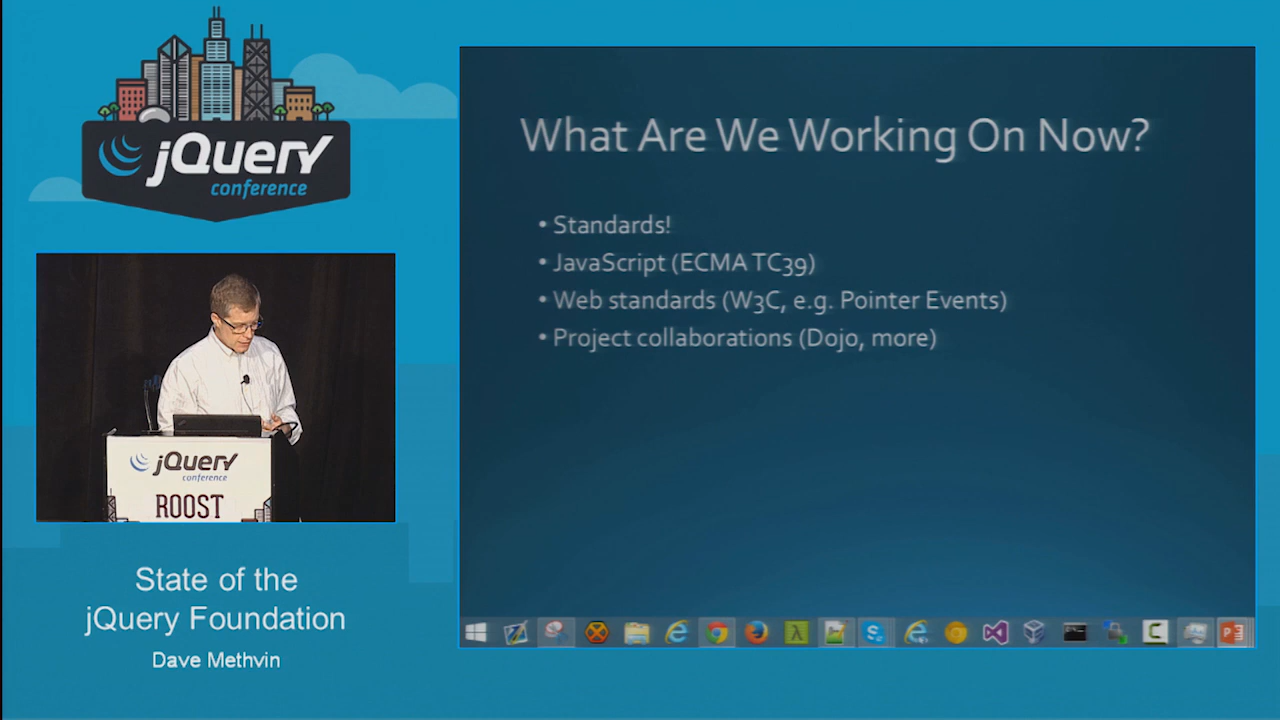 jQuery
conference
What Are We Working On Now?
• Standards!
• JavaScript (ECMA TC39)
• Web standards (W3C, e.g. Pointer Events)
• Project collaborations (Dojo, more)
jQuery
conference
ROOST
State of the
jQuery Foundation
Dave Methvin